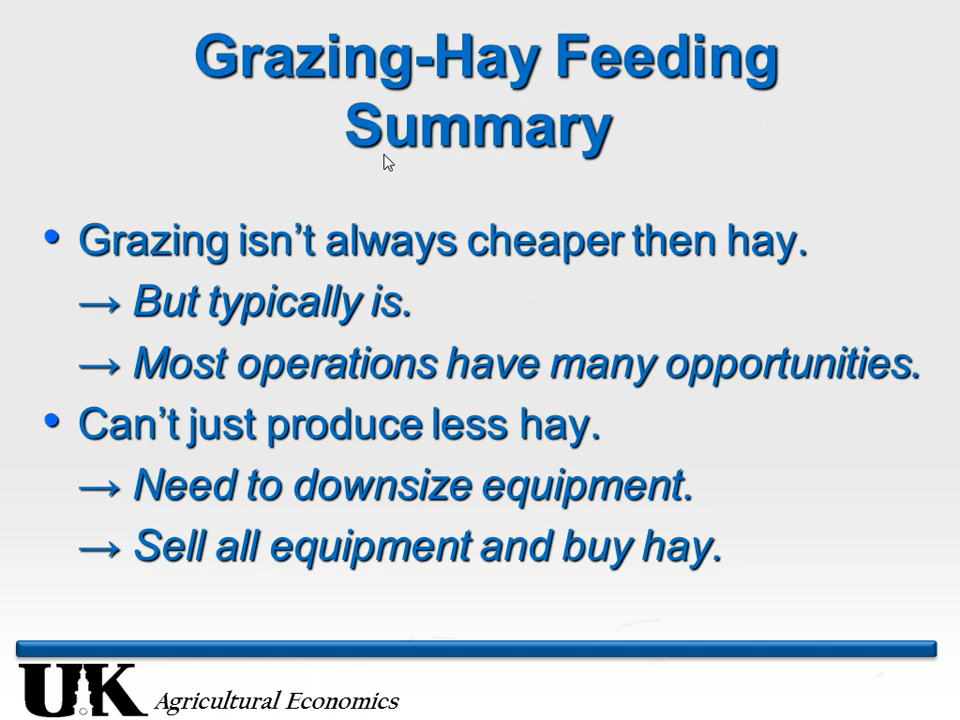 Grazing-Hay Feeding
Summary
• Grazing isn’t always cheaper then hay.
→ But typically is.
→ Most operations have many opportunities.
• Can’t just produce less hay.
→ Need to downsize equipment.
→ Sell all equipment and buy hay.
UK Agricultural Economics